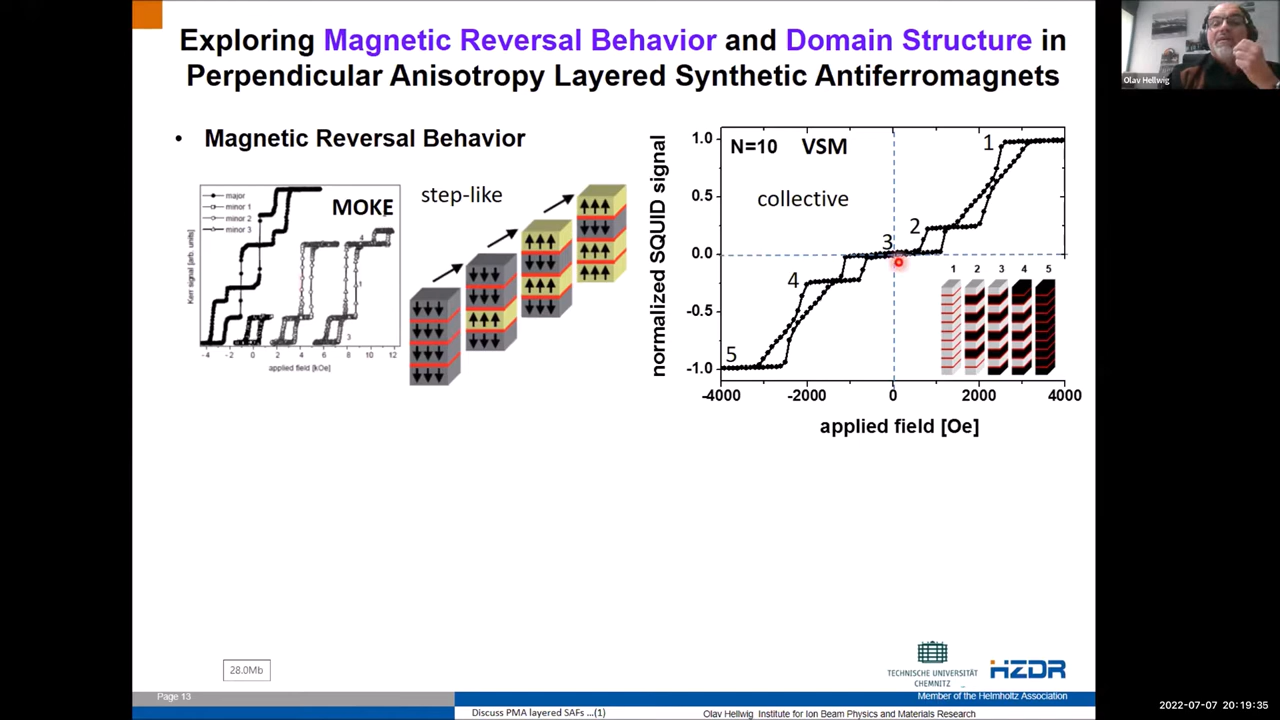 Exploring Magnetic Reversal Behavior and Domain Structure in
Perpendicular Anisotropy Layered Synthetic Antiferromagnets
Olav Hellwig
• Magnetic Reversal Behavior
major
minor 1
minor 2
minor 3
MOKE
Kerr signal [arb. units]
4
1
3
-4 -2 0 2 4 6 8 10 12
applied field [kOe]
step-like
normalized SQUID signal
1.0
0.5
0.0
-0.5
-1.0
N=10 VSM
collective
1
2
3
4
5
1 2 3 4 5
-4000 -2000 0 2000 4000
applied field [Oe]
28.0Mb
TECHNISCHE UNIVERSITÄT
CHEMNITZ
HZDR
Page 13
Member of the Helmholtz Association
Discuss PMA layered SAFs ...(1)
Olav Hellwig Institute for Ion Beam Physics and Materials Research
2022-07-07 20:19:35